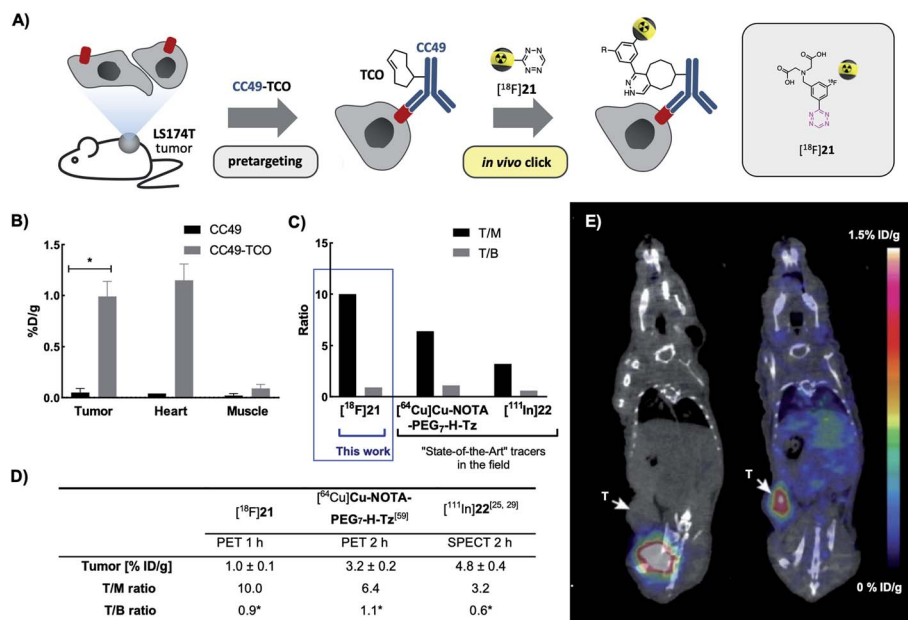 A)
LS174T
tumor
CC49-TCO
pretargeting
TCO
CC49
[¹⁸F]21
in vivo click
R
N
HN
OH
O
N
O
HO
¹⁸F
N N
N N
[¹⁸F]21
B)
CC49
CC49-TCO
*
%D/g
1.5
1.0
0.5
0.0
Tumor Heart Muscle
C)
T/M
T/B
Ratio
15
10
5
0
[¹⁸F]21
[⁶⁴Cu]Cu-NOTA
-PEG₇-H-Tz
[¹¹¹In]22
This work
"State-of-the-Art" tracers
in the field
D)
[¹⁸F]21 [⁶⁴Cu]Cu-NOTA-
PEG₇-H-Tz[59] [¹¹¹In]22[25, 29]
PET 1 h PET 2 h SPECT 2 h
Tumor [% ID/g] 1.0 ± 0.1 3.2 ± 0.2 4.8 ± 0.4
T/M ratio 10.0 6.4 3.2
T/B ratio 0.9* 1.1* 0.6*
E)
1.5% ID/g
T
T
0 % ID/g